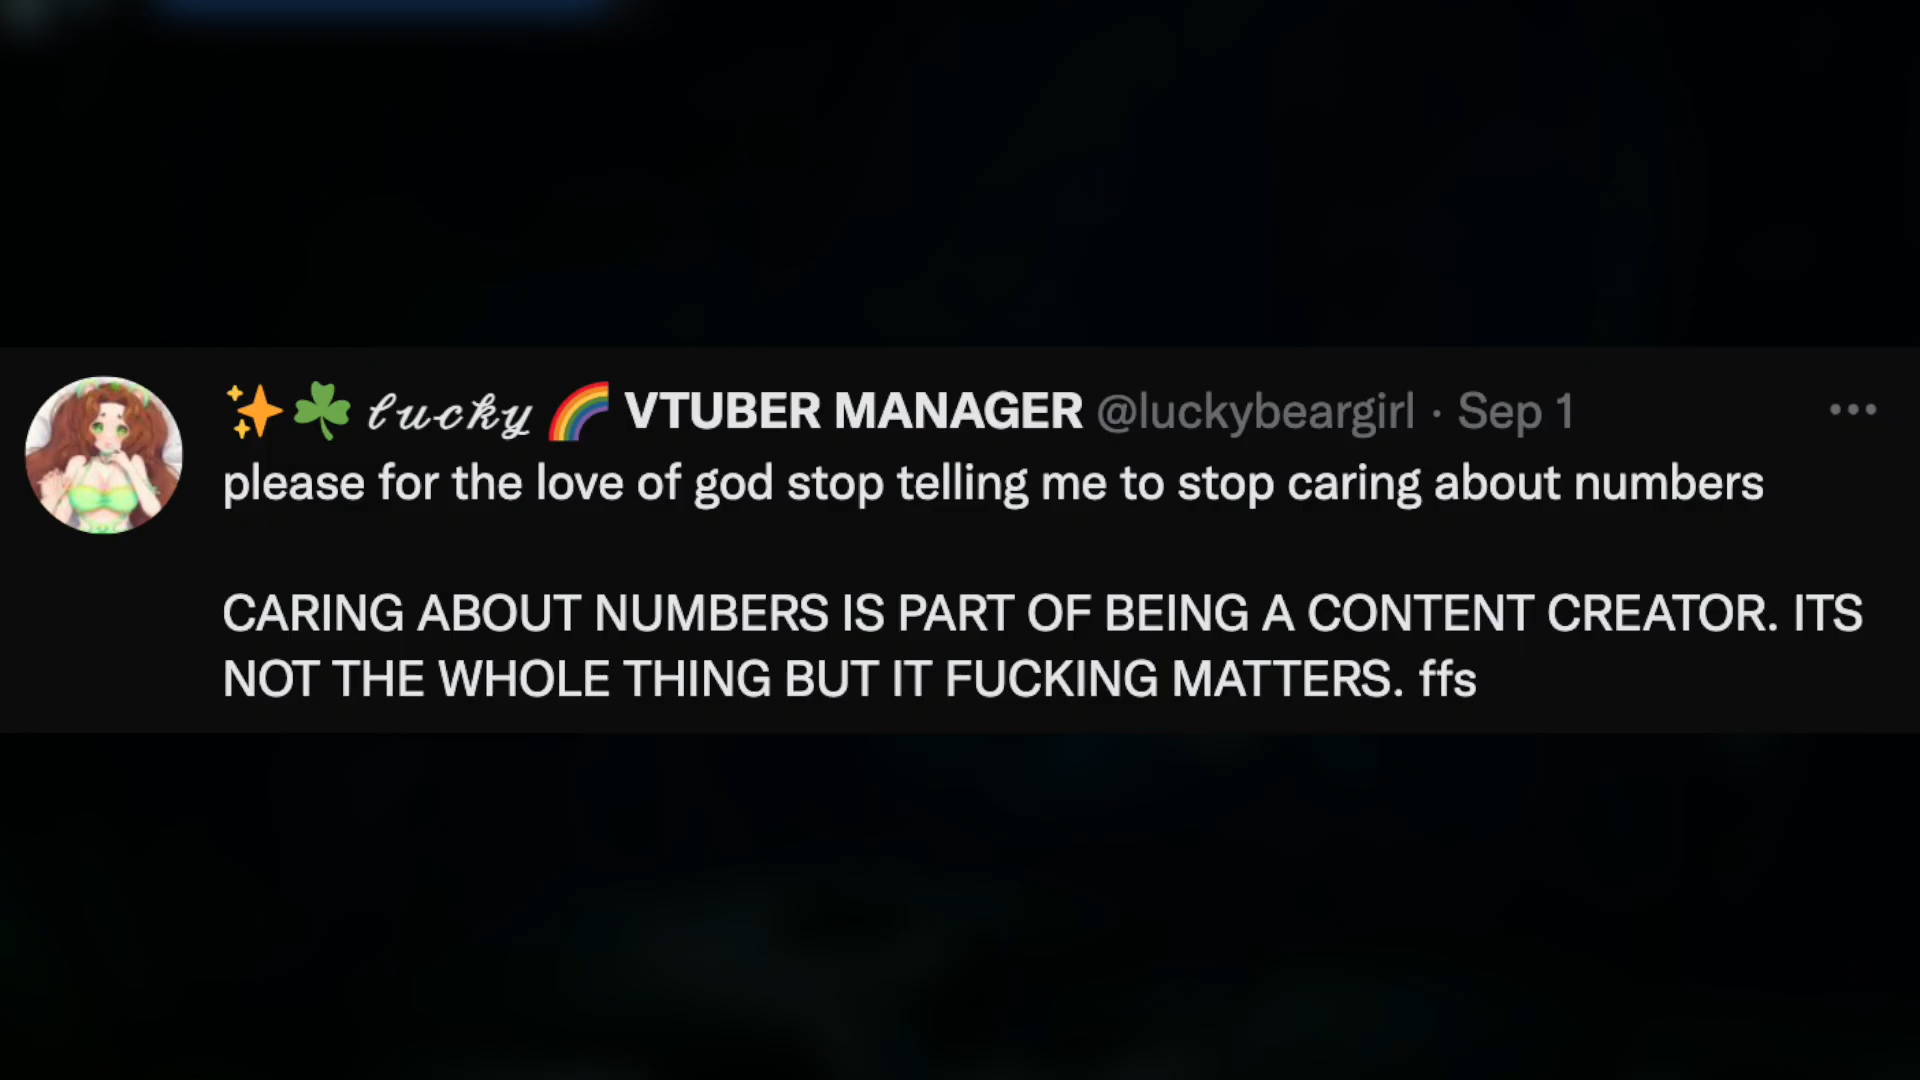 ✨☘️ 𝓁𝓊𝒸𝓀𝓎 🌈 VTUBER MANAGER @luckybeargirl · Sep 1
please for the love of god stop telling me to stop caring about numbers
CARING ABOUT NUMBERS IS PART OF BEING A CONTENT CREATOR. ITS
NOT THE WHOLE THING BUT IT FUCKING MATTERS. ffs